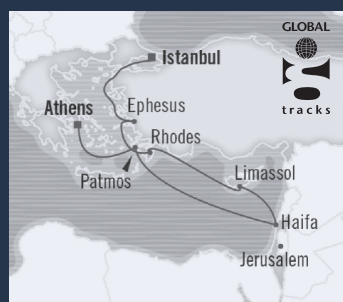 GLOBAL
tracks
Istanbul
Athens
Ephesus
Rhodes
Patmos
Limassol
Haifa
Jerusalem